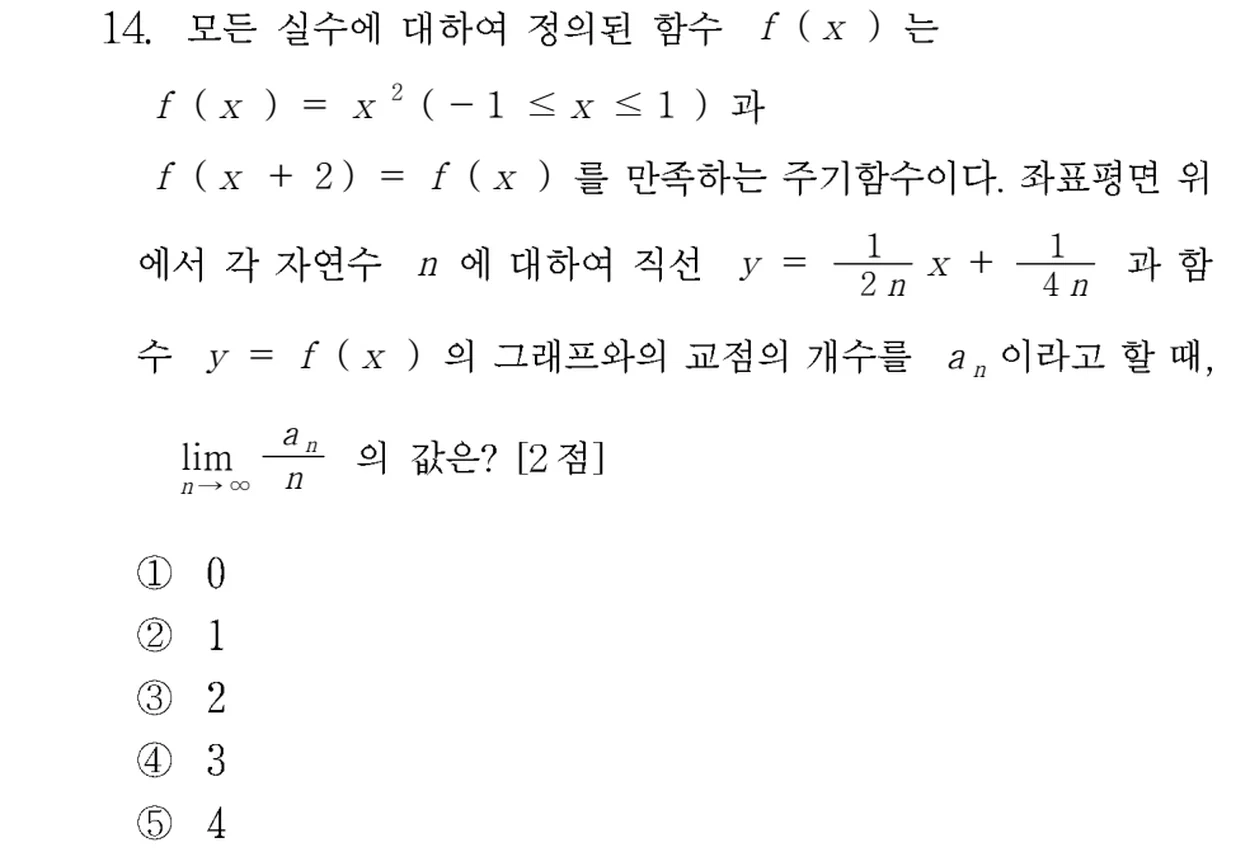 14. 모든 실수에 대하여 정의된 함수 f ( x ) 는
f ( x ) = x² ( − 1 ≤ x ≤ 1 ) 과
f ( x + 2) = f ( x ) 를 만족하는 주기함수이다. 좌표평면 위
에서 각 자연수 n 에 대하여 직선 y = 1/2n x + 1/4n 과 함
수 y = f ( x ) 의 그래프와의 교점의 개수를 aₙ 이라고 할 때,
lim n→∞ aₙ/n 의 값은? [2점]
① 0
② 1
③ 2
④ 3
⑤ 4